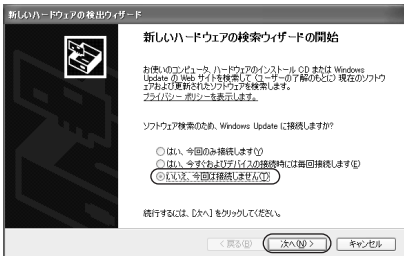 新しいハードウェアの検出ウィザード
新しいハードウェアの検索ウィザードの開始
お使いのコンピュータ、ハードウェアのインストール CD または Windows
Update の Web サイトを検索して (ユーザーの了解のもとに) 現在のソフトウ
ェアおよび更新されたソフトウェアを検索します。
プライバシー ポリシーを表示します。
ソフトウェア検索のため、Windows Update に接続しますか?
はい、今回のみ接続します(Y)
はい、今すぐおよびデバイスの接続時には毎回接続します(E)
いいえ、今回は接続しません(T)
続行するには、[次へ] をクリックしてください。
< 戻る(B)
次へ(N) >
キャンセル